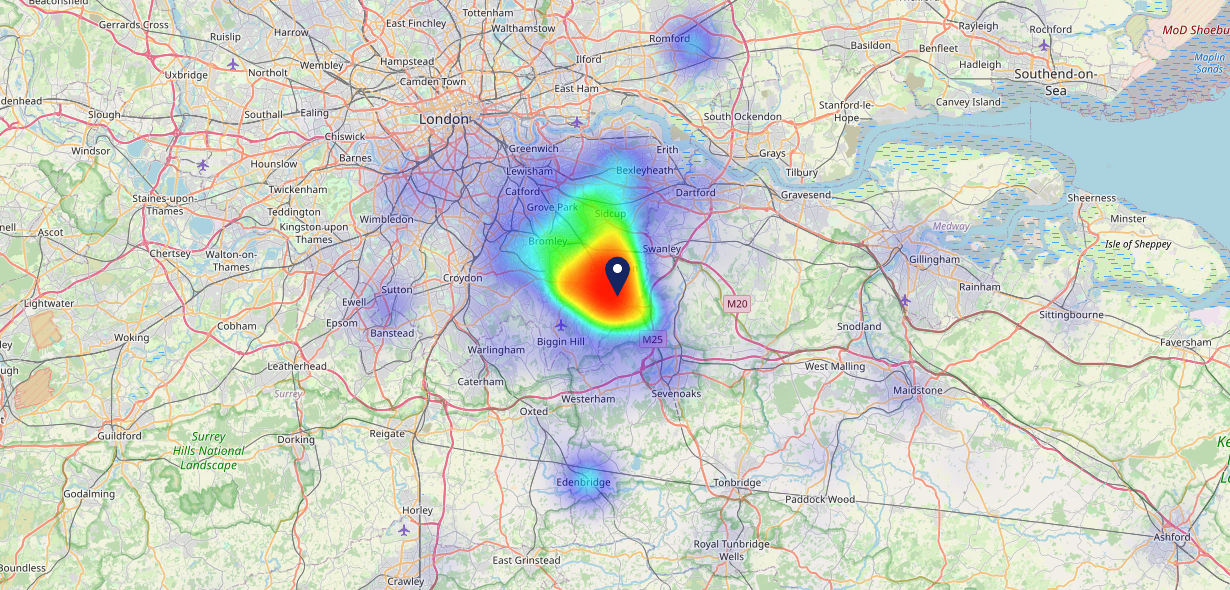 Beaconsfield
Gerrards Cross
Ruislip
Harrow
East Finchley
Tottenham
Walthamstow
Romford
Rayleigh
Rochford
MoD Shoebu
Basildon
Benfleet
Hadleigh
Maplin
Sands
Uxbridge
Northolt
Wembley
Hampstead
Camden Town
Ilford
East Ham
Southend-on-
Sea
Canvey Island
Stanford-le-
Hope
denhead
Slough
Southall
Ealing
London
South Ockendon
Chiswick
Barnes
Greenwich
Erith
Grays
Windsor
Hounslow
Lewisham
Bexleyheath
Tilbury
Twickenham
Catford
Dartford
Gravesend
Staines-upon-
Thames
Teddington
Wimbledon
Grove Park
Sidcup
Sheerness
Minster
nell
Ascot
Kingston upon
Thames
Medway
Isle of Sheppey
Chertsey
Walton-on-
Thames
Bromley
Swanley
Gillingham
Croydon
Rainham
Lightwater
Sutton
Ewell
Epsom
M20
Sittingbourne
Cobham
Banstead
Biggin Hill
M25
Snodland
ley
Woking
Warlingham
Faversham
ough
Leatherhead
West Malling
Surrey
Caterham
Westerham
Sevenoaks
Maidstone
Oxted
Guildford
Surrey
Hills National
Landscape
Dorking
Reigate
Ke
L
Edenbridge
Tonbridge
Godalming
Paddock Wood
Horley
Royal Tunbridge
Wells
Ashford
East Grinstead
Boundless
Crawley